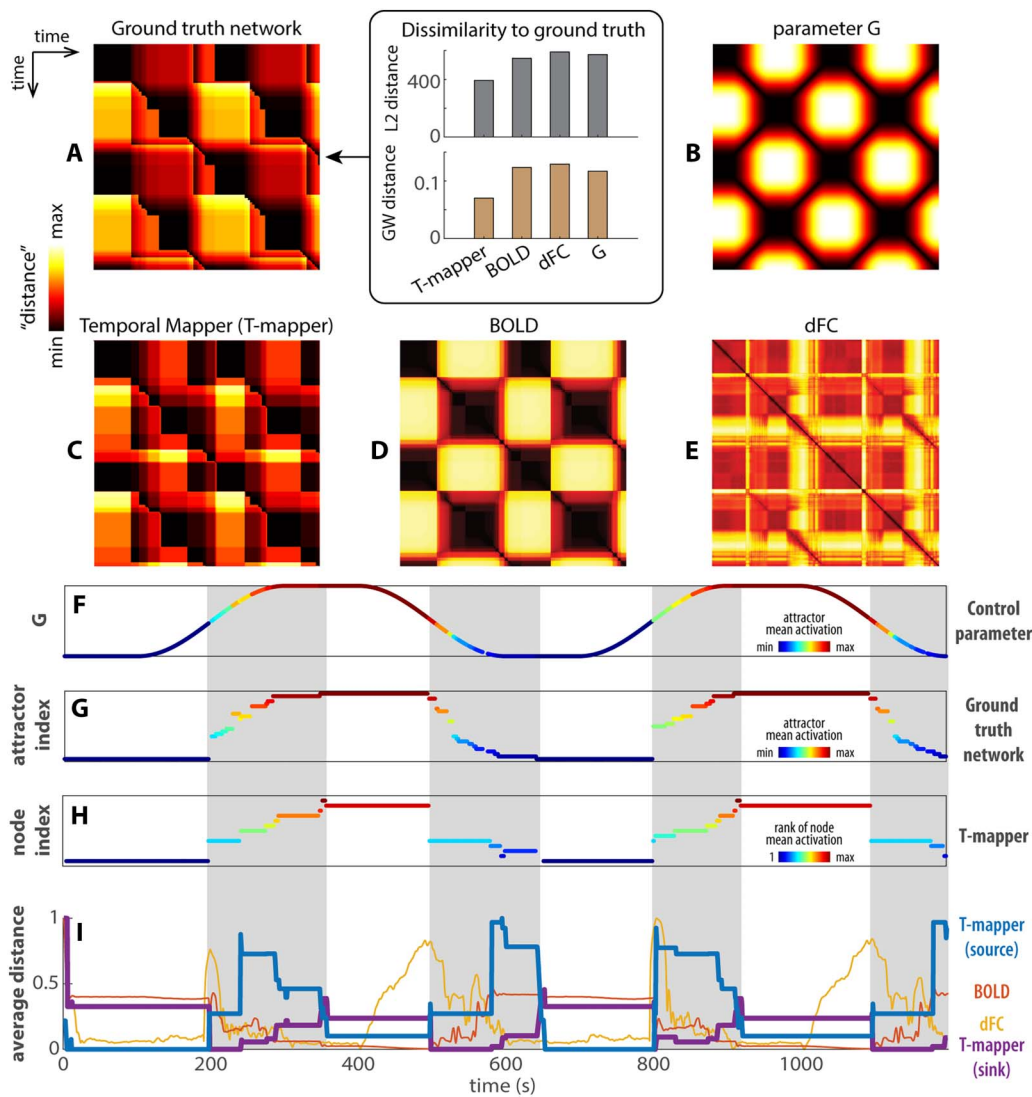 Ground truth network
Dissimilarity to ground truth
parameter G
time
time
A
B
400
0
L2 distance
0.1
0
GW distance
T-mapper
BOLD
dFC
G
max
"distance"
min
Temporal Mapper (T-mapper)
BOLD
dFC
C
D
E
F
G
attractor
mean activation
min
max
Control
parameter
G
attractor
index
attractor
mean activation
min
max
Ground
truth
network
H
node
index
rank of node
mean activation
1
max
T-mapper
I
1
0.5
0
average distance
T-mapper
(source)
BOLD
dFC
T-mapper
(sink)
0
200
400
600
800
1000
time (s)